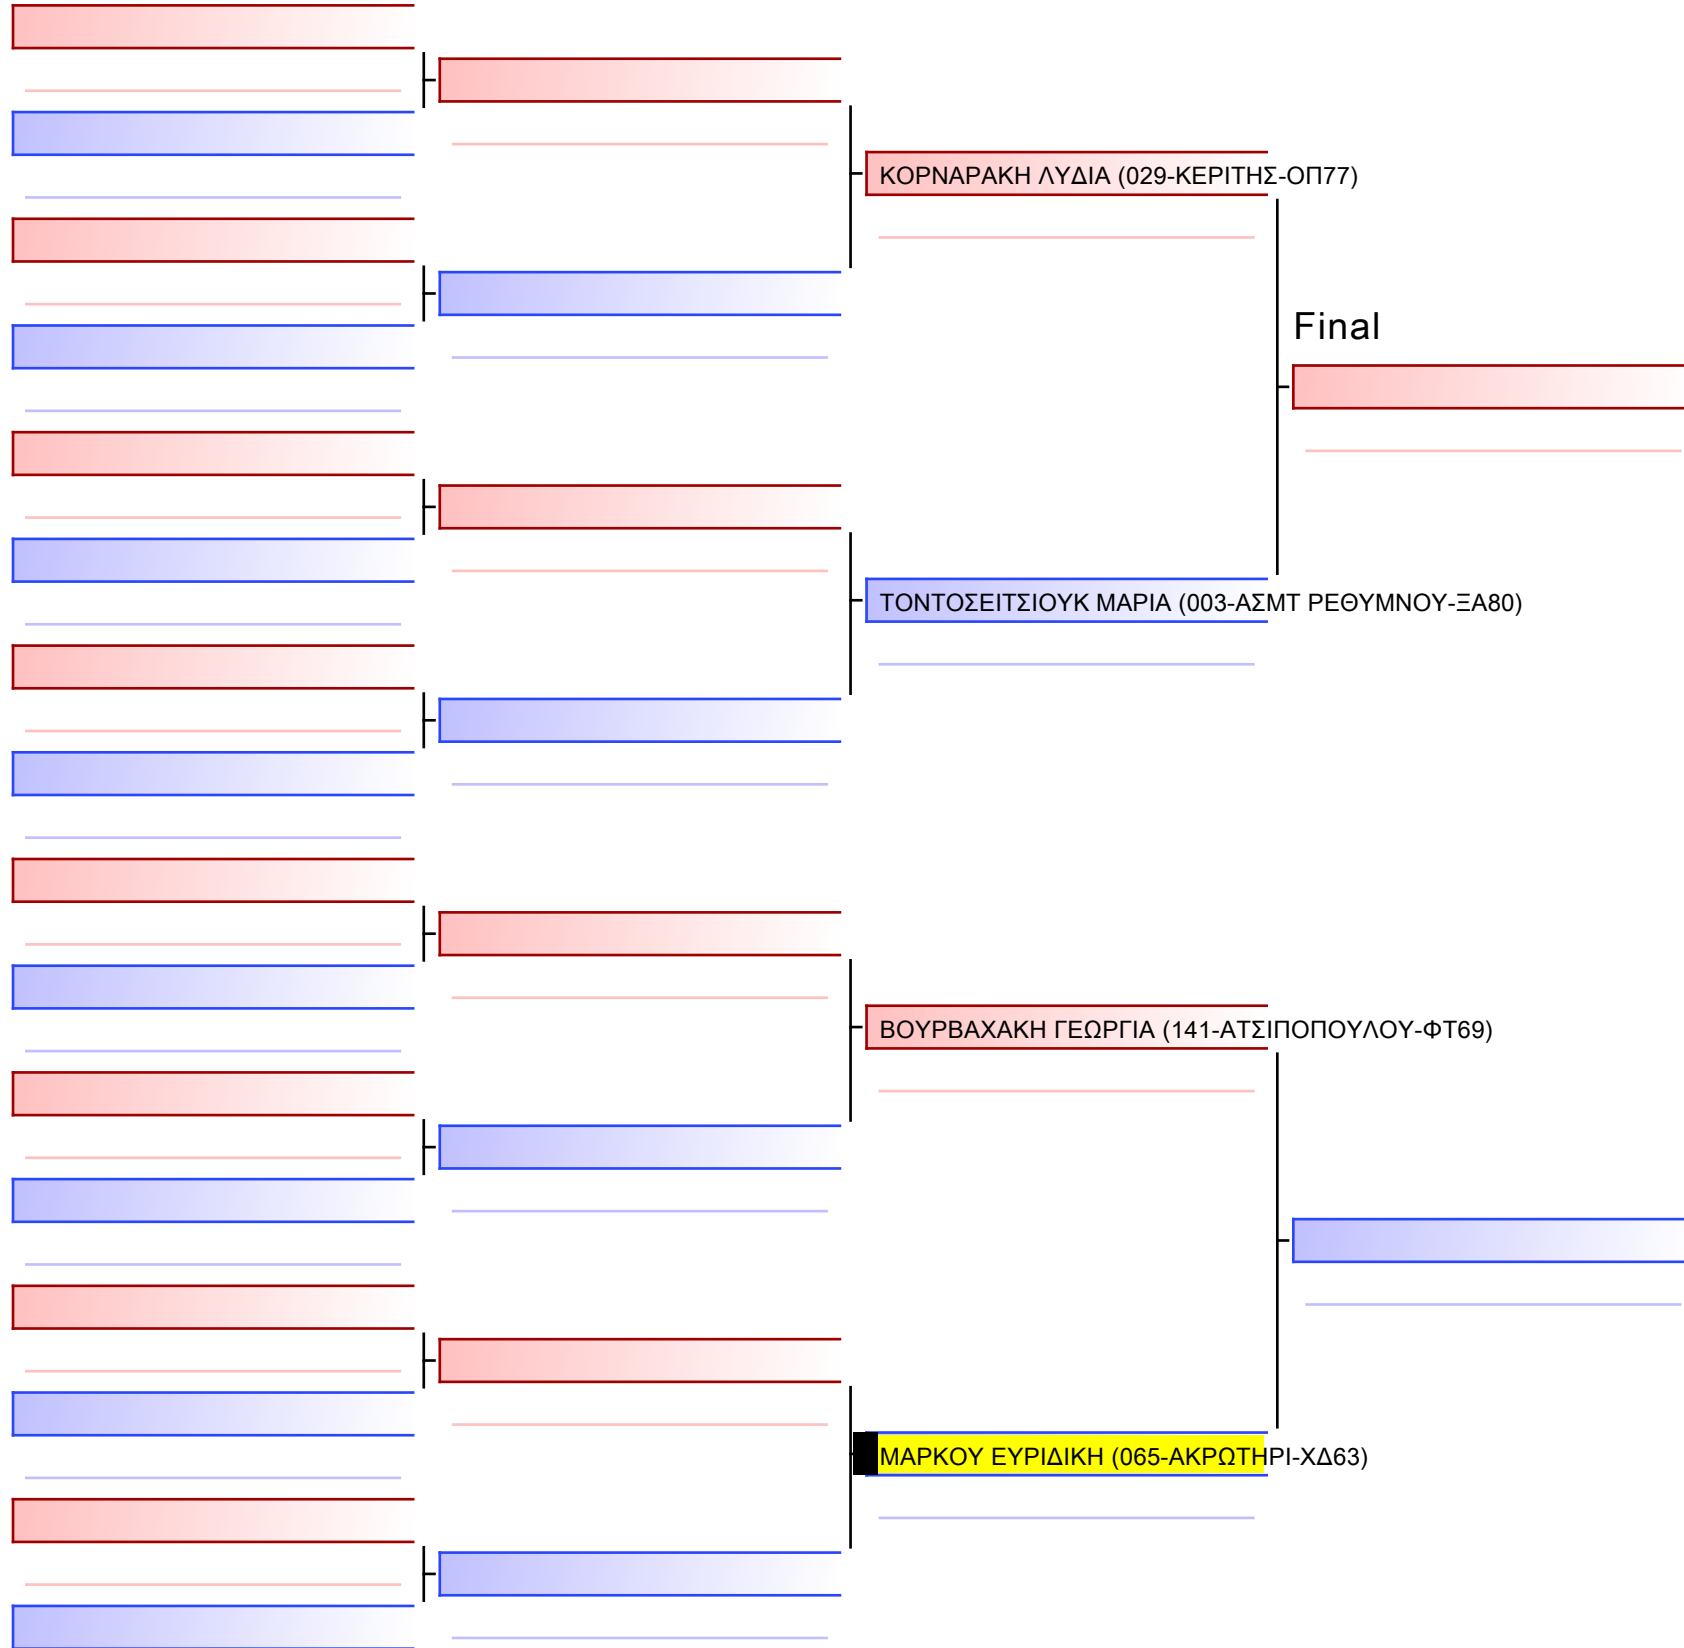 ΚΟΡΝΑΡΑΚΗ ΛΥΔΙΑ (029-ΚΕΡΙΤΗΣ-ΟΠ77)
Final
ΤΟΝΤΟΣΕΙΤΣΙΟΥΚ ΜΑΡΙΑ (003-ΑΣΜΤ ΡΕΘΥΜΝΟΥ-ΞΑ80)
ΒΟΥΡΒΑΧΑΚΗ ΓΕΩΡΓΙΑ (141-ΑΤΣΙΠΟΠΟΥΛΟΥ-ΦΤ69)
ΜΑΡΚΟΥ ΕΥΡΙΔΙΚΗ (065-ΑΚΡΩΤΗΡΙ-ΧΔ63)